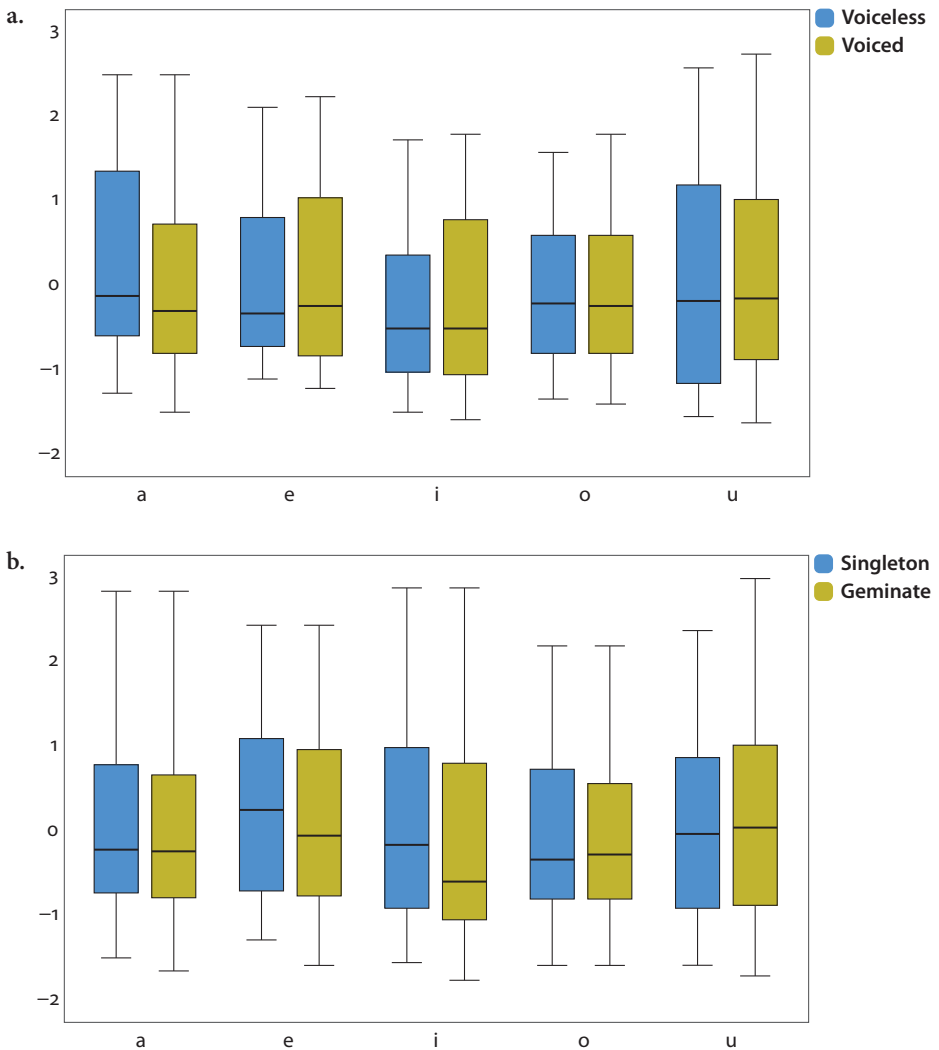 a.
Voiceless
Voiced
3
2
1
0
−1
−2
a e i o u
b.
Singleton
Geminate
3
2
1
0
−1
−2
a e i o u